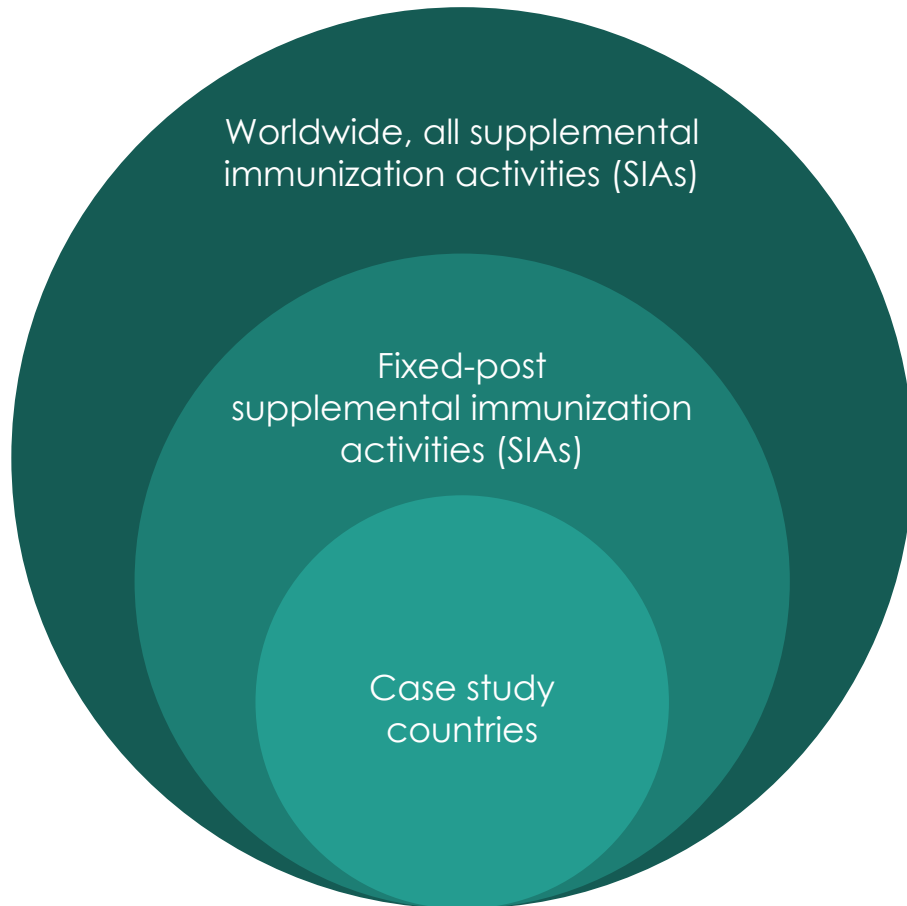 Worldwide, all supplemental
immunization activities (SIAs)
Fixed-post
supplemental immunization
activities (SIAs)
Case study
countries